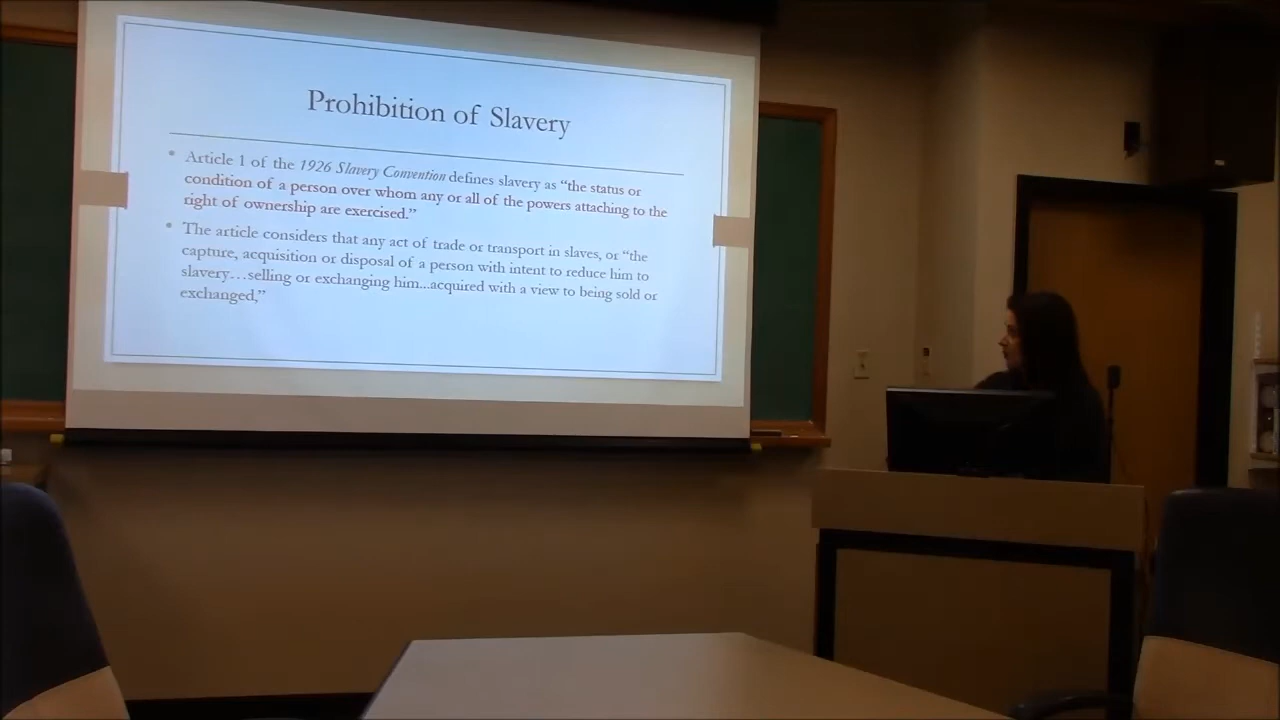 Prohibition of Slavery
• Article 1 of the 1926 Slavery Convention defines slavery as “the status or
condition of a person over whom any or all of the powers attaching to the
right of ownership are exercised.”
• The article considers that any act of trade or transport in slaves, or “the
capture, acquisition or disposal of a person with intent to reduce him to
slavery…selling or exchanging him...acquired with a view to being sold or
exchanged,”